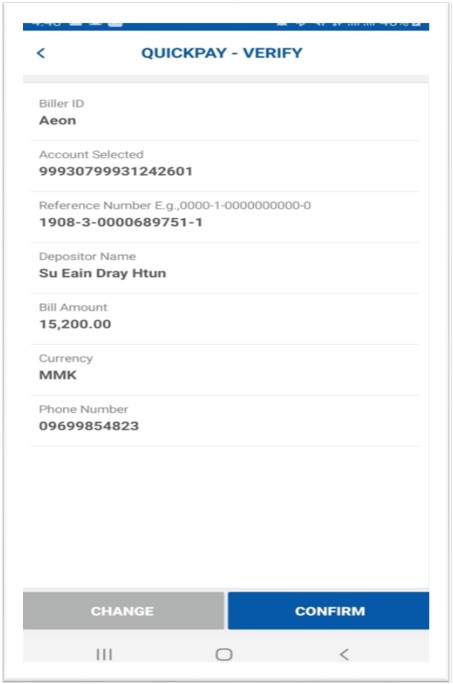 QUICKPAY - VERIFY
Biller ID
Aeon
Account Selected
99930799931242601
Reference Number E.g.,0000-1-0000000000-0
1908-3-0000689751-1
Depositor Name
Su Eain Dray Htun
Bill Amount
15,200.00
Currency
MMK
Phone Number
09699854823
CHANGE
CONFIRM